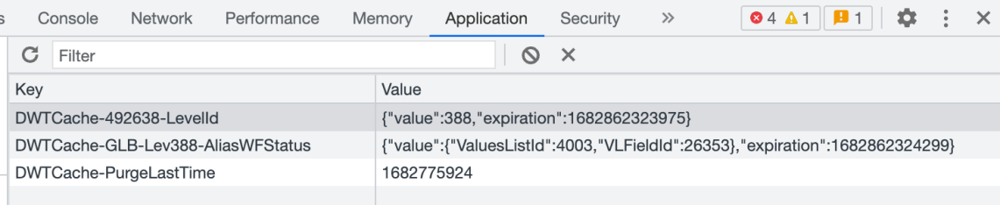 s Console Network Performance Memory Application Security » 4 1 1
Filter
Key Value
DWTCache-492638-LevelId {"value":388,"expiration":1682862323975}
DWTCache-GLB-Lev388-AliasWFStatus {"value":{"ValuesListId":4003,"VLFieldId":26353},"expiration":1682862324299}
DWTCache-PurgeLastTime 1682775924